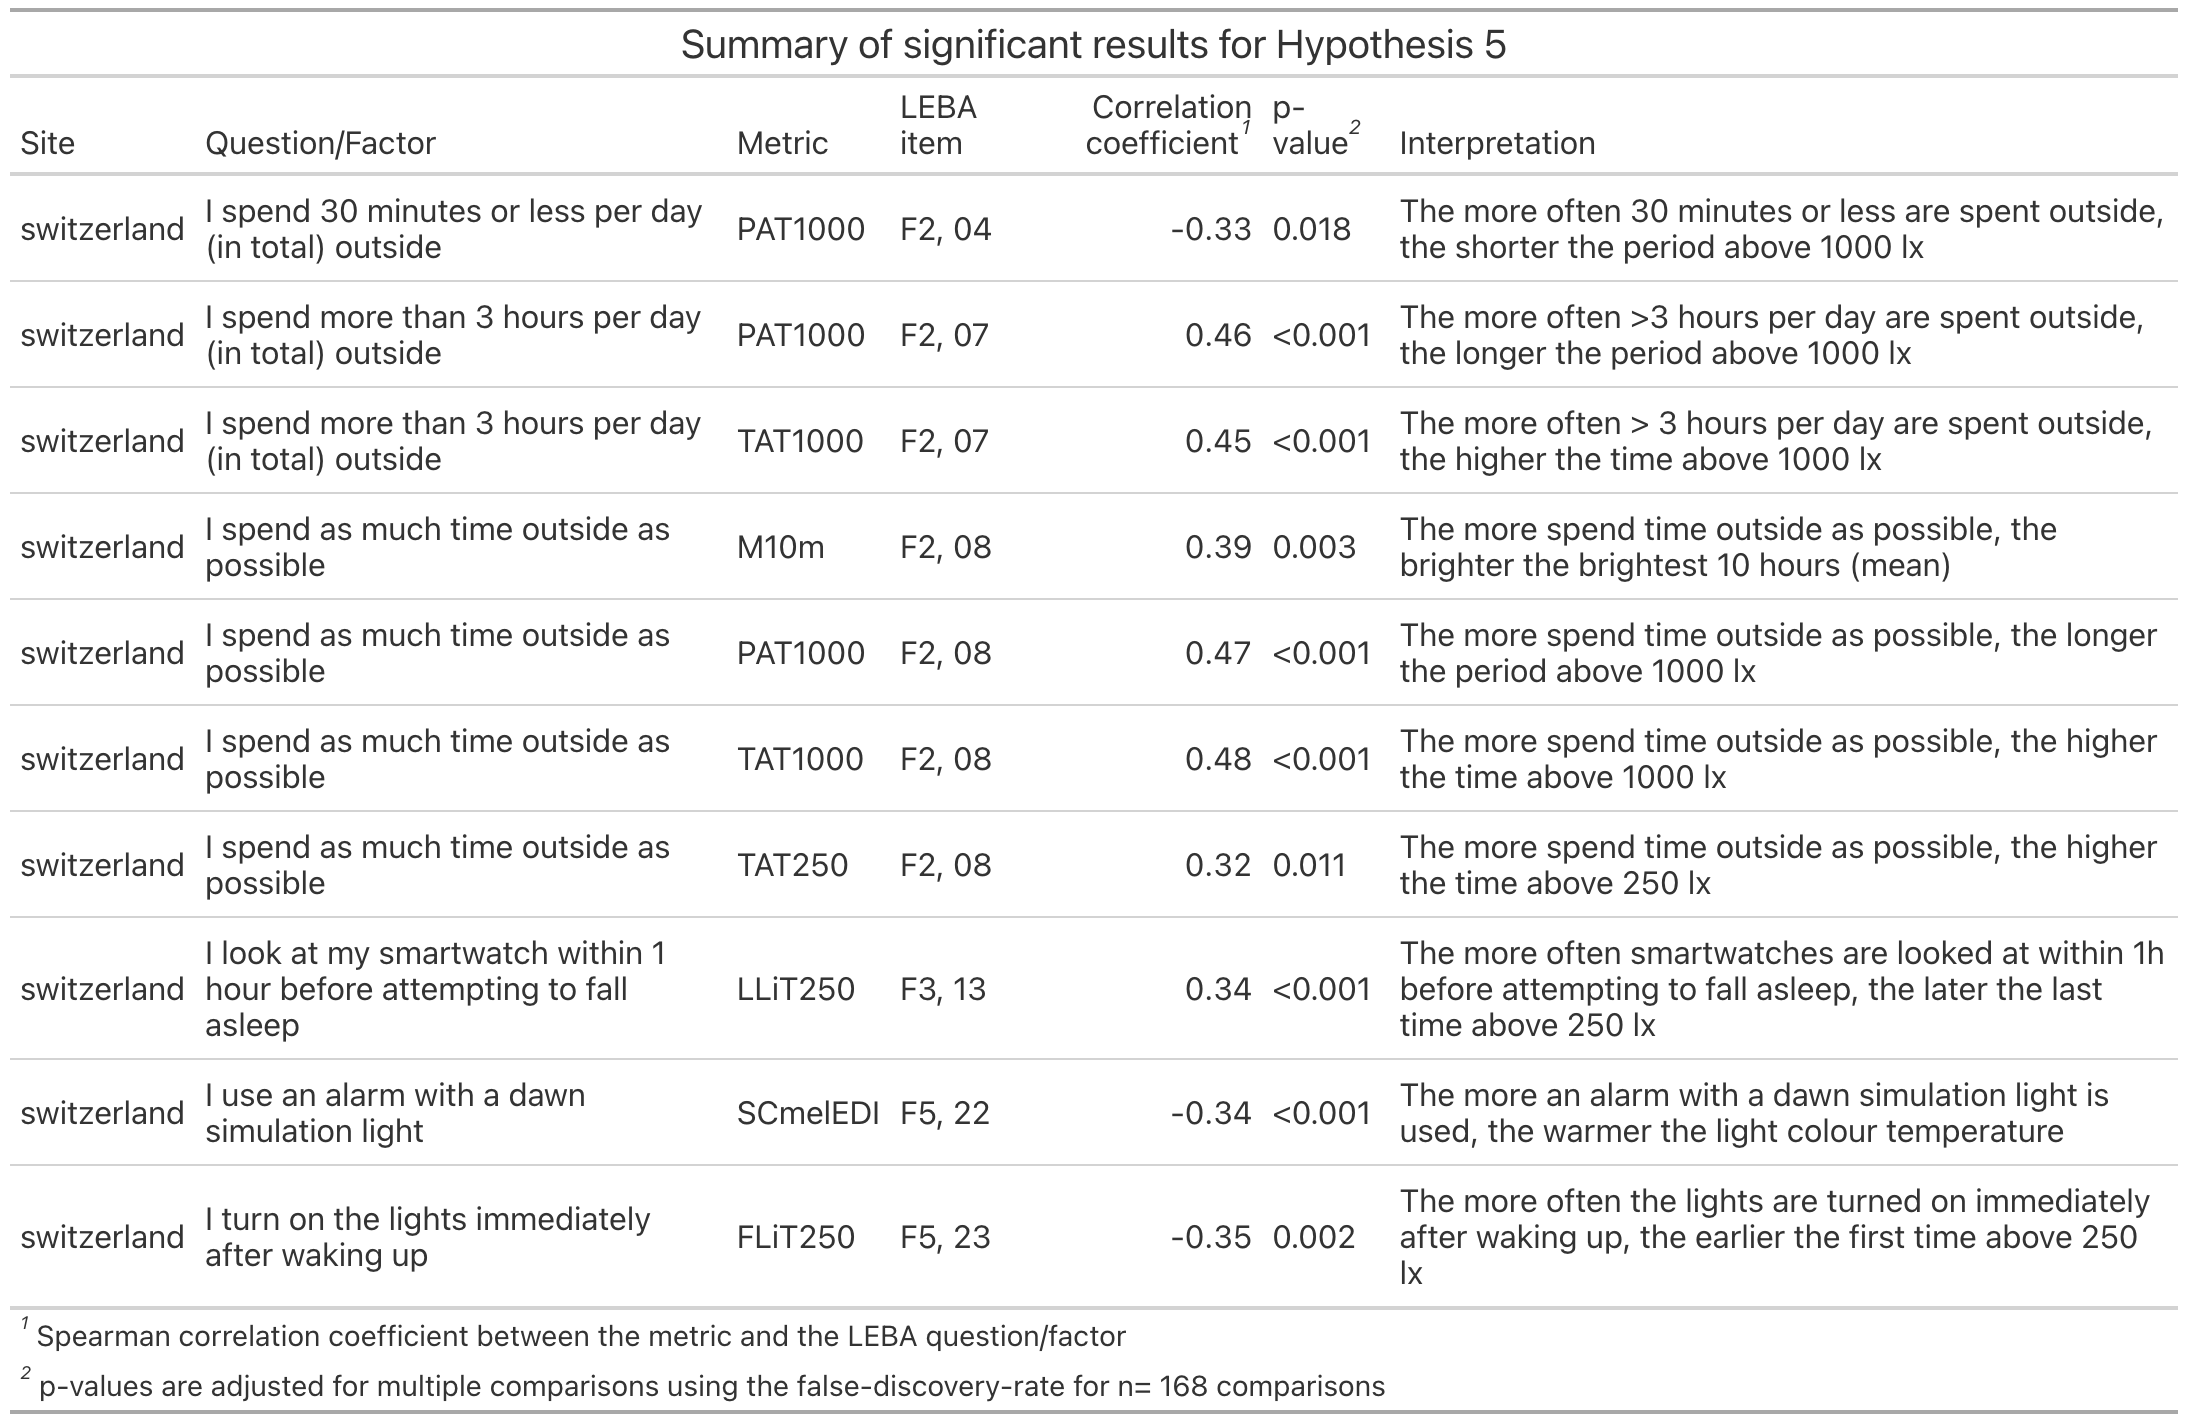 Summary of significant results for Hypothesis 5
Site Question/Factor Metric LEBA item Correlation coefficient 1 p-value 2 Interpretation
switzerland I spend 30 minutes or less per day (in total) outside PAT1000 F2, 04 -0.33 0.018 The more often 30 minutes or less are spent outside, the shorter the period above 1000 lx
switzerland I spend more than 3 hours per day (in total) outside PAT1000 F2, 07 0.46 <0.001 The more often >3 hours per day are spent outside, the longer the period above 1000 lx
switzerland I spend more than 3 hours per day (in total) outside TAT1000 F2, 07 0.45 <0.001 The more often > 3 hours per day are spent outside, the higher the time above 1000 lx
switzerland I spend as much time outside as possible M10m F2, 08 0.39 0.003 The more spend time outside as possible, the brighter the brightest 10 hours (mean)
switzerland I spend as much time outside as possible PAT1000 F2, 08 0.47 <0.001 The more spend time outside as possible, the longer the period above 1000 lx
switzerland I spend as much time outside as possible TAT1000 F2, 08 0.48 <0.001 The more spend time outside as possible, the higher the time above 1000 lx
switzerland I spend as much time outside as possible TAT250 F2, 08 0.32 0.011 The more spend time outside as possible, the higher the time above 250 lx
switzerland I look at my smartwatch within 1 hour before attempting to fall asleep LLiT250 F3, 13 0.34 <0.001 The more often smartwatches are looked at within 1h before attempting to fall asleep, the later the last time above 250 lx
switzerland I use an alarm with a dawn simulation light SCmelEDI F5, 22 -0.34 <0.001 The more an alarm with a dawn simulation light is used, the warmer the light colour temperature
switzerland I turn on the lights immediately after waking up FLiT250 F5, 23 -0.35 0.002 The more often the lights are turned on immediately after waking up, the earlier the first time above 250 lx
1 Spearman correlation coefficient between the metric and the LEBA question/factor
2 p-values are adjusted for multiple comparisons using the false-discovery-rate for n= 168 comparisons